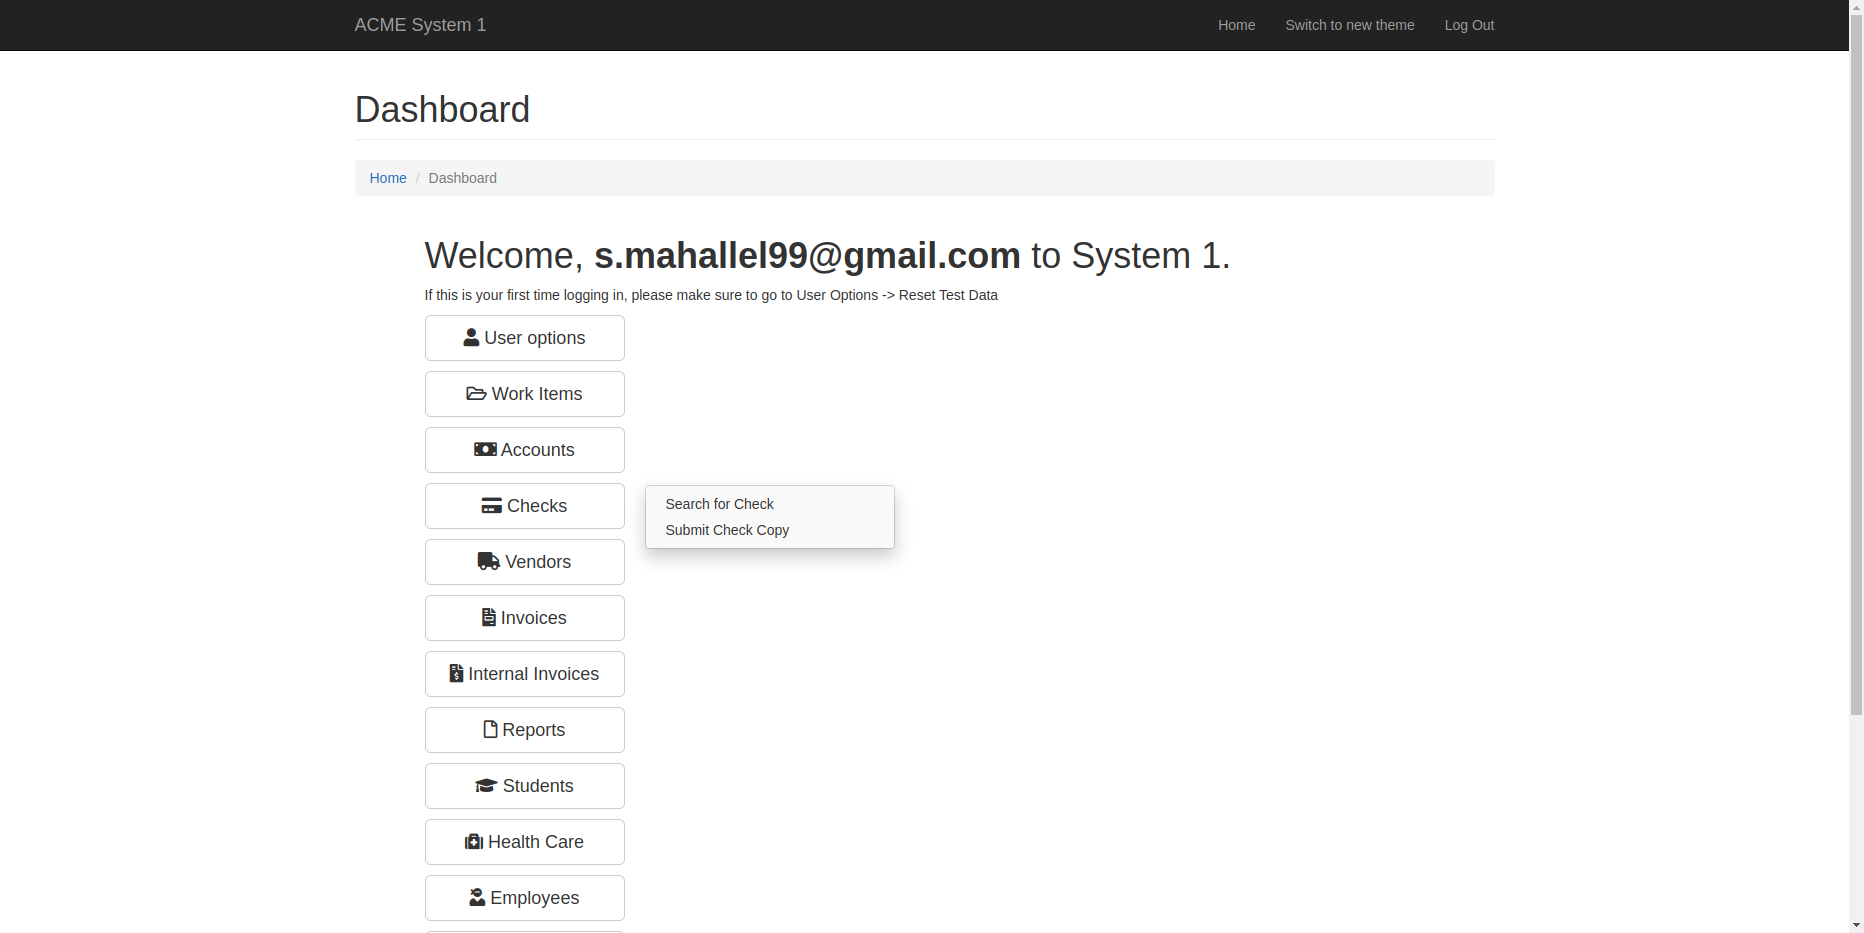 ACME System 1
Home
Switch to new theme
Log Out
Dashboard
Home / Dashboard
Welcome, s.mahallel99@gmail.com to System 1.
If this is your first time logging in, please make sure to go to User Options -> Reset Test Data
User options
Work Items
Accounts
Checks
Search for Check
Submit Check Copy
Vendors
Invoices
Internal Invoices
Reports
Students
Health Care
Employees